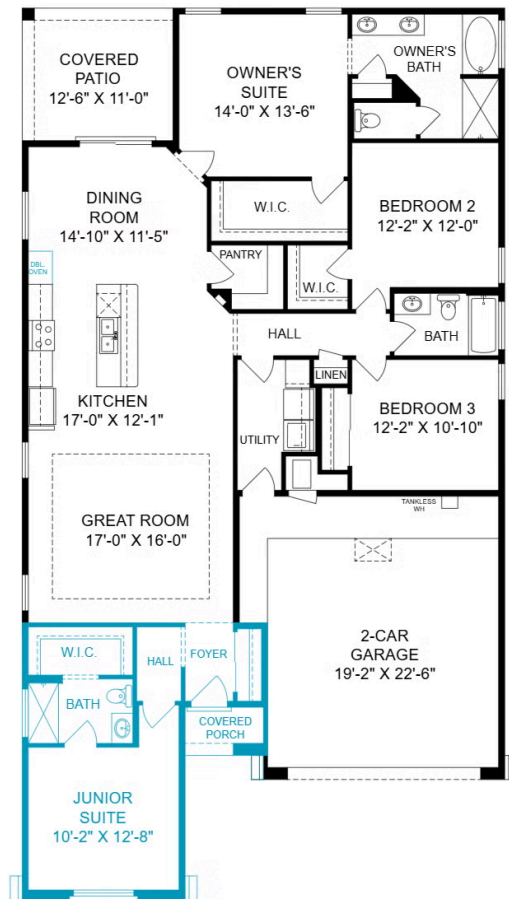 COVERED
PATIO
12'-6" X 11'-0"
OWNER'S
SUITE
14'-0" X 13'-6"
OWNER'S
BATH
DINING
ROOM
14'-10" X 11'-5"
W.I.C.
BEDROOM 2
12'-2" X 12'-0"
DBL.
OVEN
PANTRY
W.I.C.
HALL
BATH
KITCHEN
17'-0" X 12'-1"
LINEN
BEDROOM 3
12'-2" X 10'-10"
UTILITY
GREAT ROOM
17'-0" X 16'-0"
TANKLESS
WH
2-CAR
GARAGE
19'-2" X 22'-6"
W.I.C.
HALL
FOYER
BATH
COVERED
PORCH
JUNIOR
SUITE
10'-2" X 12'-8"